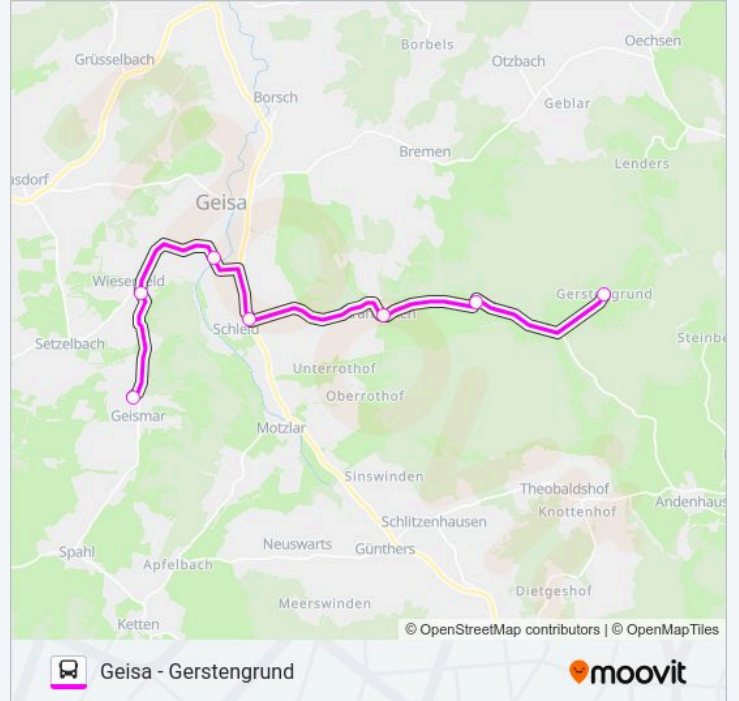 Borbels
Oechsen
Grüsselbach
Otzbach
Borsch
Geblar
Bremen
Lenders
asdorf
Geisa
Wiesenfeld
Gerstengrund
Schleid
Setzelbach
Steinbe
Unterrothof
Oberrothof
Geismar
Motzlar
Sinswinden
Theobaldshof
Andenhaus
Knottenhof
Schlitzenhausen
Neuswarts
Günthers
Spahl
Apfelbach
Dietgeshof
Meerswinden
Ketten
© OpenStreetMap contributors | © OpenMapTiles
Geisa - Gerstengrund
moovit